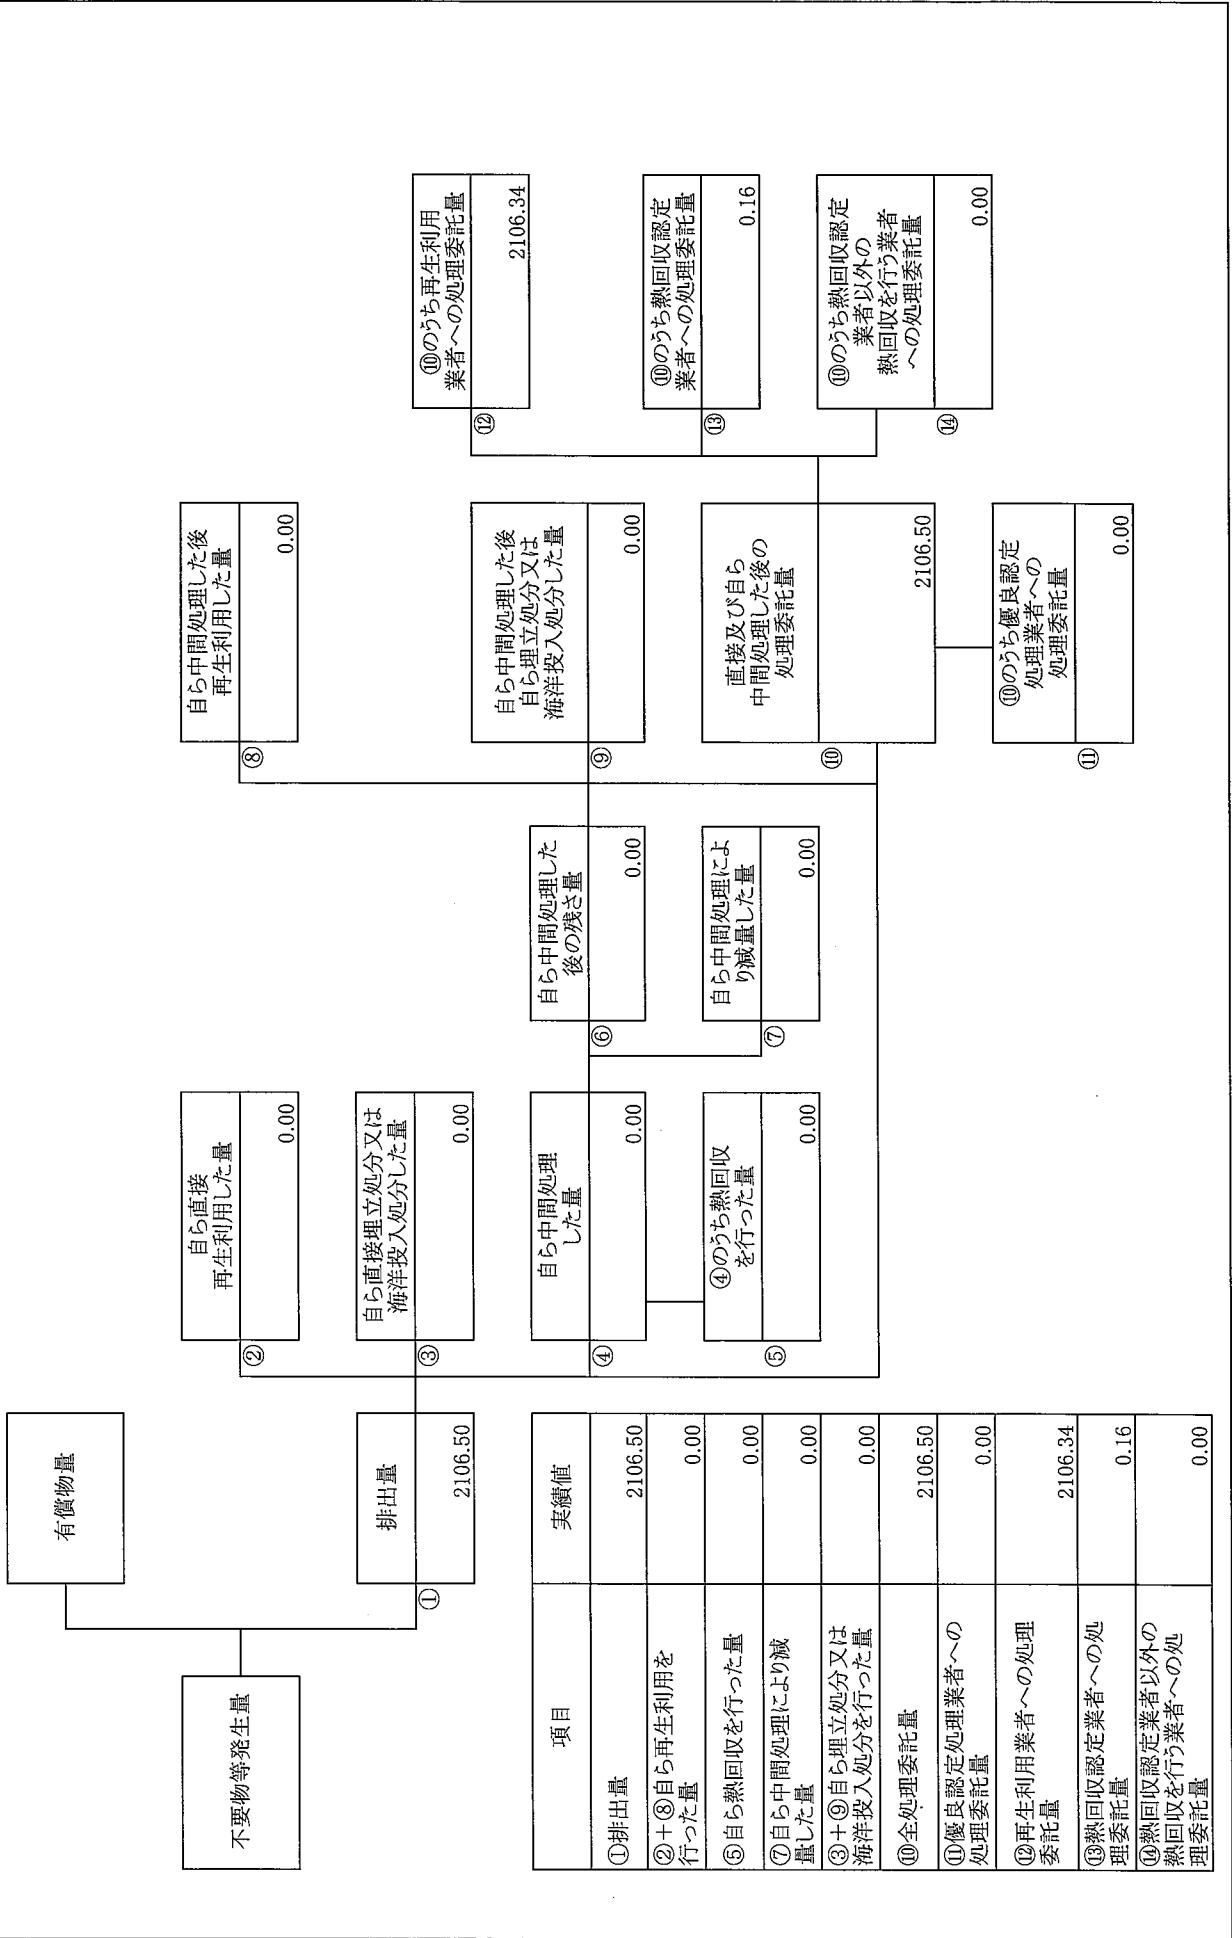 有償物量
不要物等発生量
①
排出量
2106.50
②
自ら直接
再生利用した量
0.00
③
自ら直接埋立処分又は
海洋投入処分した量
0.00
④
自ら中間処理
した量
0.00
⑤
④のうち熱回収
を行った量
0.00
⑥
自ら中間処理した
後の残さ量
0.00
⑦
自ら中間処理によ
り減量した量
0.00
⑧
自ら中間処理した後
再生利用した量
0.00
⑨
自ら中間処理した後
自ら埋立処分又は
海洋投入処分した量
0.00
⑩
直接及び自ら
中間処理した後の
処理委託量
2106.50
⑪
⑩のうち優良認定
処理業者への
処理委託量
0.00
⑫
⑩のうち再生利用
業者への処理委託量
2106.34
⑬
⑩のうち熱回収認定
業者への処理委託量
0.16
⑭
⑩のうち熱回収認定
業者以外の
熱回収を行う業者
への処理委託量
0.00
項目 実績値
①排出量 2106.50
②+⑧自ら再生利用を
行った量 0.00
⑤自ら熱回収を行った量 0.00
⑦自ら中間処理により減
量した量 0.00
③+⑨自ら埋立処分又は
海洋投入処分を行った量 0.00
⑩全処理委託量 2106.50
⑪優良認定処理業者への
処理委託量 0.00
⑫再生利用業者への処理
委託量 2106.34
⑬熱回収認定業者への処
理委託量 0.16
⑭熱回収認定業者以外の
熱回収を行う業者への処
理委託量 0.00